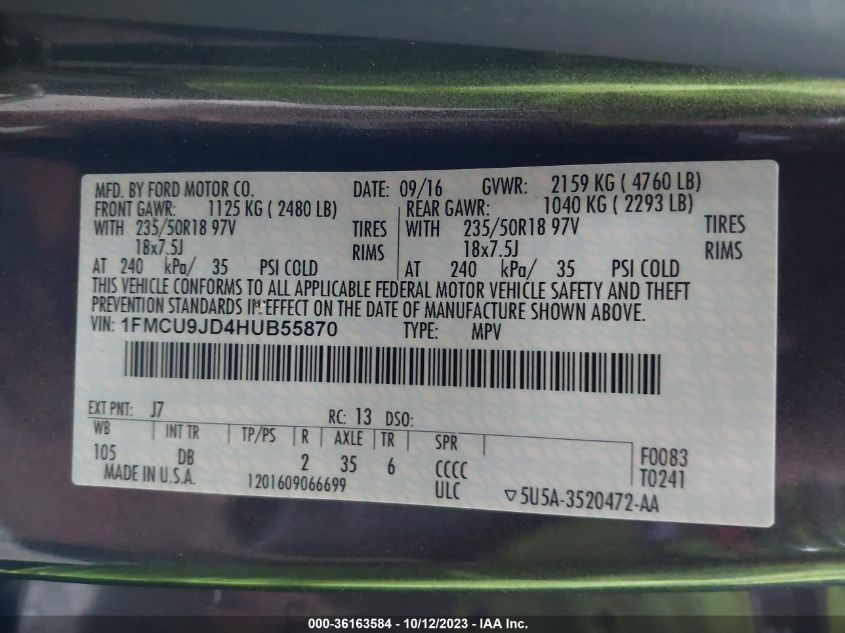 MFD. BY FORD MOTOR CO. DATE: 09/16 GVWR: 2159 KG ( 4760 LB)
FRONT GAWR: 1125 KG ( 2480 LB) REAR GAWR: 1040 KG ( 2293 LB)
WITH 235/50R18 97V TIRES WITH 235/50R18 97V TIRES
18x7.5J RIMS 18x7.5J RIMS
AT 240 kPa/ 35 PSI COLD AT 240 kPa/ 35 PSI COLD
THIS VEHICLE CONFORMS TO ALL APPLICABLE FEDERAL MOTOR VEHICLE SAFETY AND THEFT
PREVENTION STANDARDS IN EFFECT ON THE DATE OF MANUFACTURE SHOWN ABOVE.
VIN: 1FMCU9JD4HUB55870 TYPE: MPV
EXT PNT: J7 RC: 13 DSO:
WB INT TR TP/PS R AXLE TR SPR F0083
105 DB 2 35 6 CCCC T0241
MADE IN U.S.A. 1201609066699 ULC ▽5U5A-3520472-AA
000-36163584 - 10/12/2023 - IAA Inc.